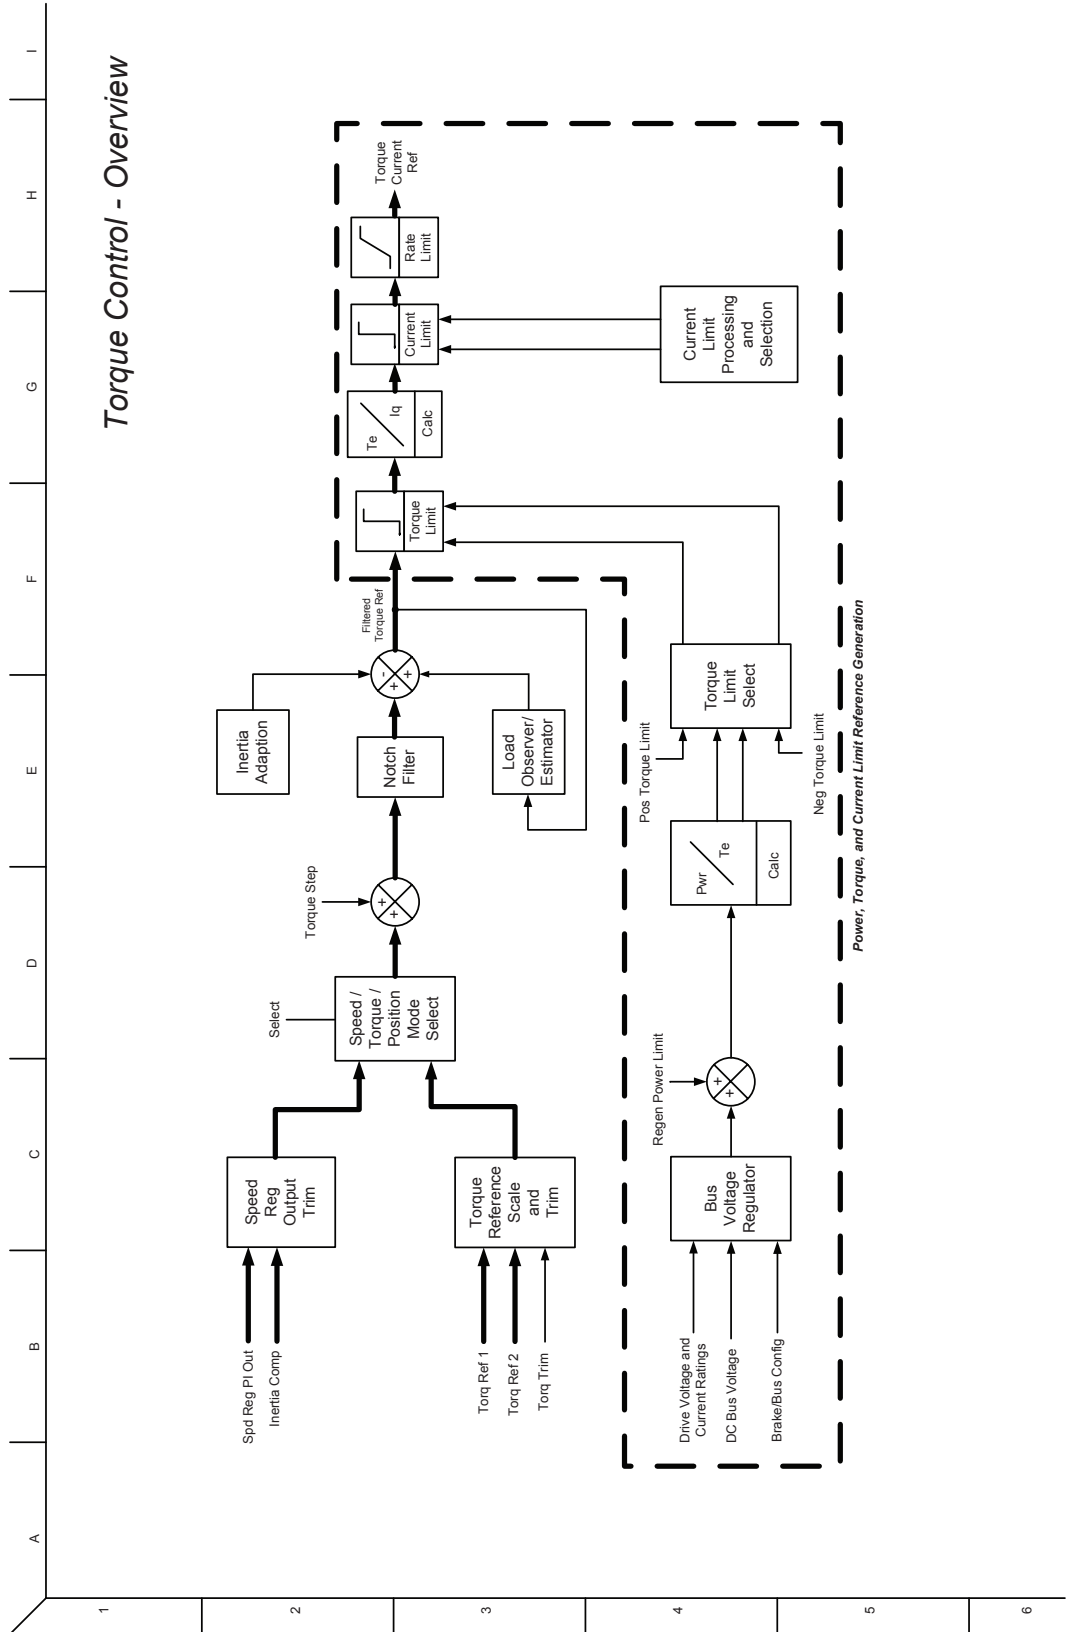 Torque Control - Overview
A
B
C
D
E
F
G
H
I
1
2
3
4
5
6
Spd Reg PI Out
Inertia Comp
Speed
Reg
Output
Trim
Torq Ref 1
Torq Ref 2
Torq Trim
Torque
Reference
Scale
and
Trim
Select
Speed /
Torque /
Position
Mode
Select
Torque Step
+
+
Notch
Filter
Inertia
Adaption
-
+
+
Load
Observer/
Estimator
Filtered
Torque Ref
Torque
Limit
Te
Iq
Calc
Current
Limit
Rate
Limit
Torque
Current
Ref
Current
Limit
Processing
and
Selection
Drive Voltage and
Current Ratings
DC Bus Voltage
Brake/Bus Config
Bus
Voltage
Regulator
Regen Power Limit
+
+
Pwr
Te
Calc
Pos Torque Limit
Neg Torque Limit
Torque
Limit
Select
Power, Torque, and Current Limit Reference Generation